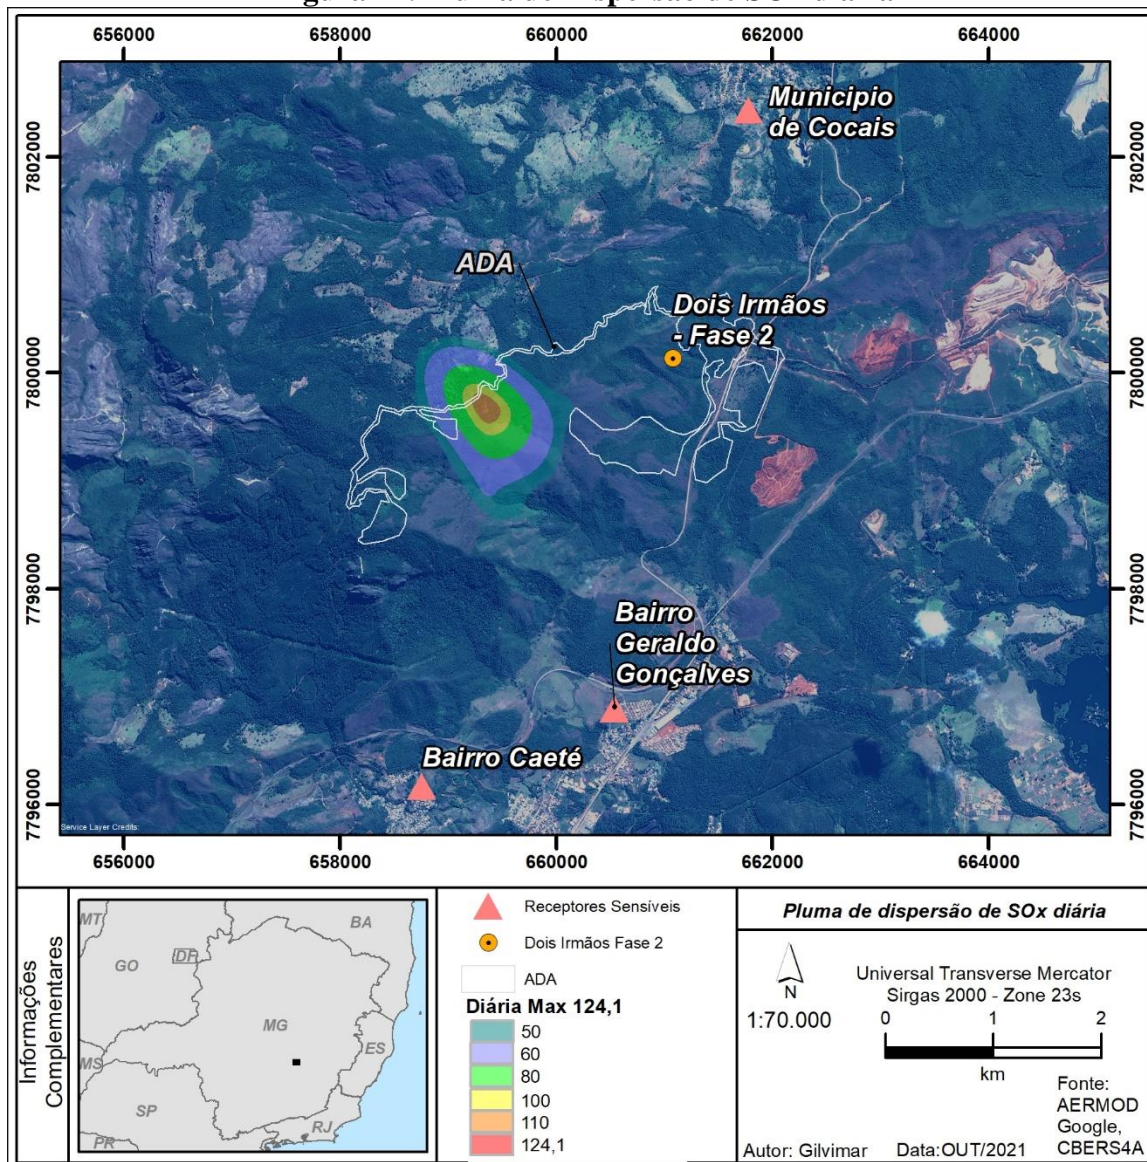 656000 658000 660000 662000 664000
Municipio
de Cocais
7802000
7802000
ADA
Dois Irmãos
- Fase 2
7800000
7800000
7798000
7798000
Bairro
Geraldo
Gonçalves
Bairro Caeté
7796000
7796000
Service Layer Credits:
656000 658000 660000 662000 664000
Informações
Complementares
MT
BA
GO
DF
MG
ES
MS
SP
RJ
PR
Receptores Sensíveis
Dois Irmãos Fase 2
ADA
Diária Max 124,1
50
60
80
100
110
124,1
Pluma de dispersão de SOx diária
N
1:70.000
Universal Transverse Mercator
Sirgas 2000 - Zone 23s
0 1 2
km
Fonte:
AERMOD
Google,
CBERS4A
Autor: Gilvimar Data:OUT/2021